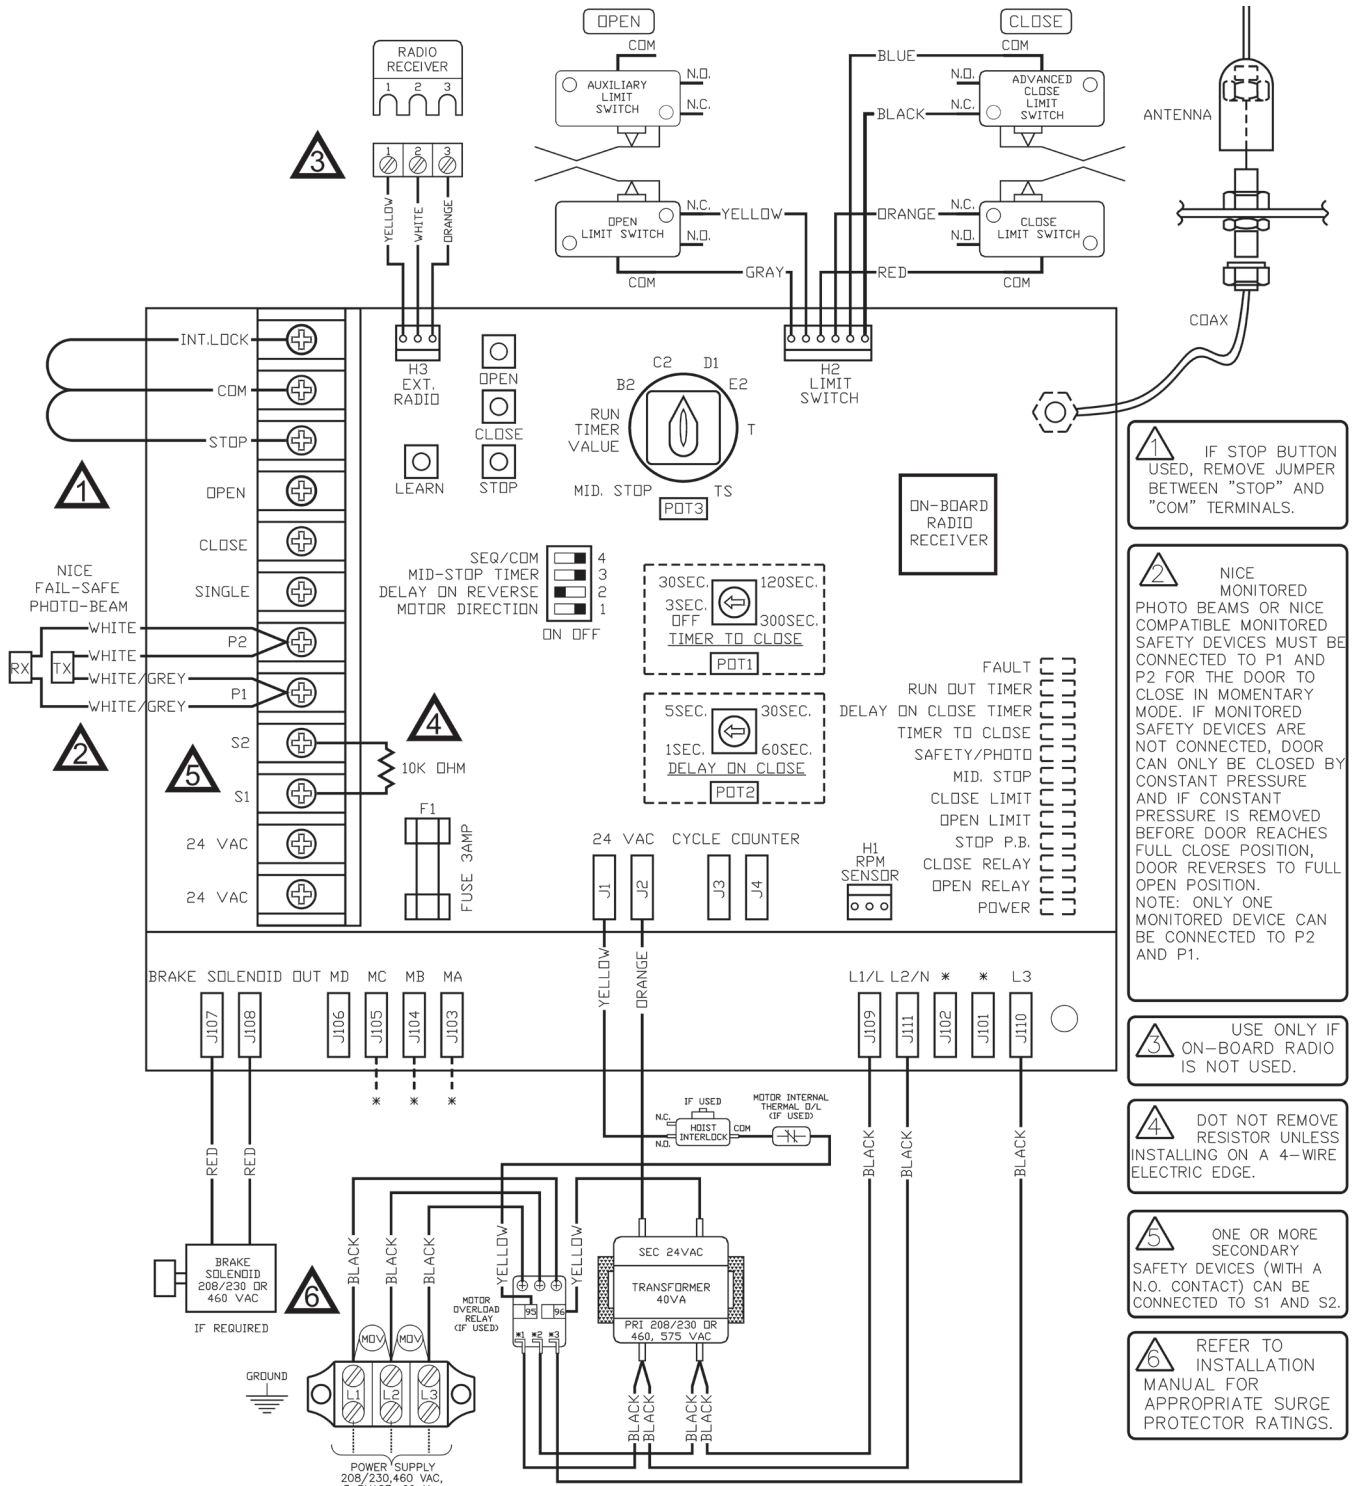 OPEN
CLOSE
RADIO
RECEIVER
1 2 3
1 2 3
3
YELLOW
WHITE
ORANGE
COM
AUXILIARY
LIMIT
SWITCH
N.O.
N.C.
OPEN
LIMIT SWITCH
N.C.
N.O.
COM
YELLOW
GRAY
BLUE
BLACK
ORANGE
RED
COM
N.O.
N.C.
ADVANCED
CLOSE
LIMIT
SWITCH
N.C.
N.O.
CLOSE
LIMIT SWITCH
COM
ANTENNA
COAX
INT.LOCK
COM
STOP
OPEN
CLOSE
SINGLE
P2
P1
S2
S1
24 VAC
24 VAC
1
NICE
FAIL-SAFE
PHOTO-BEAM
RX
TX
WHITE
WHITE
WHITE/GREY
WHITE/GREY
2
5
4
10K OHM
F1
FUSE 3AMP
H3
EXT.
RADIO
OPEN
CLOSE
LEARN
STOP
H2
LIMIT
SWITCH
B2
C2
D1
E2
RUN
TIMER
VALUE
T
MID. STOP
TS
POT3
SEQ/COM 4
MID-STOP TIMER 3
DELAY ON REVERSE 2
MOTOR DIRECTION 1
ON OFF
30SEC. 120SEC.
3SEC.
OFF 300SEC.
TIMER TO CLOSE
POT1
5SEC. 30SEC.
1SEC. 60SEC.
DELAY ON CLOSE
POT2
ON-BOARD
RADIO
RECEIVER
FAULT
RUN OUT TIMER
DELAY ON CLOSE TIMER
TIMER TO CLOSE
SAFETY/PHOTO
MID. STOP
CLOSE LIMIT
OPEN LIMIT
STOP P.B.
CLOSE RELAY
OPEN RELAY
POWER
24 VAC
CYCLE COUNTER
J1
J2
J3
J4
H1
RPM
SENSOR
BRAKE SOLENOID OUT MD MC MB MA
J107
J108
J106
J105
J104
J103
* * *
YELLOW
ORANGE
L1/L L2/N * * L3
J109
J111
J102
J101
J110
RED
RED
BRAKE
SOLENOID
208/230 OR
460 VAC
IF REQUIRED
6
GROUND
BLACK
BLACK
BLACK
MOV
MOV
L1
L2
L3
POWER SUPPLY
208/230,460 VAC,
IF USED
N.C.
HOIST
INTERLOCK
N.O.
COM
MOTOR INTERNAL
THERMAL O/L
(IF USED)
YELLOW
YELLOW
MOTOR
OVERLOAD
RELAY
(IF USED)
95
96
*1 *2 *3
SEC 24VAC
TRANSFORMER
40VA
PRI 208/230 OR
460, 575 VAC
BLACK
BLACK
BLACK
BLACK
BLACK
BLACK
BLACK
1 IF STOP BUTTON
USED, REMOVE JUMPER
BETWEEN "STOP" AND
"COM" TERMINALS.
2 NICE
MONITORED
PHOTO BEAMS OR NICE
COMPATIBLE MONITORED
SAFETY DEVICES MUST BE
CONNECTED TO P1 AND
P2 FOR THE DOOR TO
CLOSE IN MOMENTARY
MODE. IF MONITORED
SAFETY DEVICES ARE
NOT CONNECTED, DOOR
CAN ONLY BE CLOSED BY
CONSTANT PRESSURE
AND IF CONSTANT
PRESSURE IS REMOVED
BEFORE DOOR REACHES
FULL CLOSE POSITION,
DOOR REVERSES TO FULL
OPEN POSITION.
NOTE: ONLY ONE
MONITORED DEVICE CAN
BE CONNECTED TO P2
AND P1.
3 USE ONLY IF
ON-BOARD RADIO
IS NOT USED.
4 DOT NOT REMOVE
RESISTOR UNLESS
INSTALLING ON A 4-WIRE
ELECTRIC EDGE.
5 ONE OR MORE
SECONDARY
SAFETY DEVICES (WITH A
N.O. CONTACT) CAN BE
CONNECTED TO S1 AND S2.
6 REFER TO
INSTALLATION
MANUAL FOR
APPROPRIATE SURGE
PROTECTOR RATINGS.